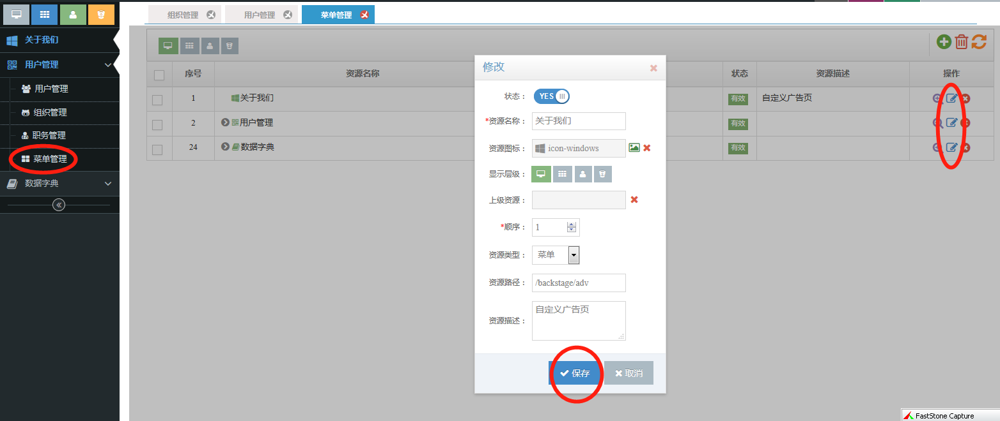 组织管理
用户管理
菜单管理
关于我们
用户管理
用户管理
组织管理
职务管理
菜单管理
数据字典
序号 资源名称 状态 资源描述 操作
1 关于我们 有效 自定义广告页
2 用户管理 有效
24 数据字典 有效
修改
状态： YES
*资源名称： 关于我们
资源图标： icon-windows
显示层级：
上级资源：
*顺序： 1
资源类型： 菜单
资源路径： /backstage/adv
资源描述： 自定义广告页
保存 取消
FastStone Capture